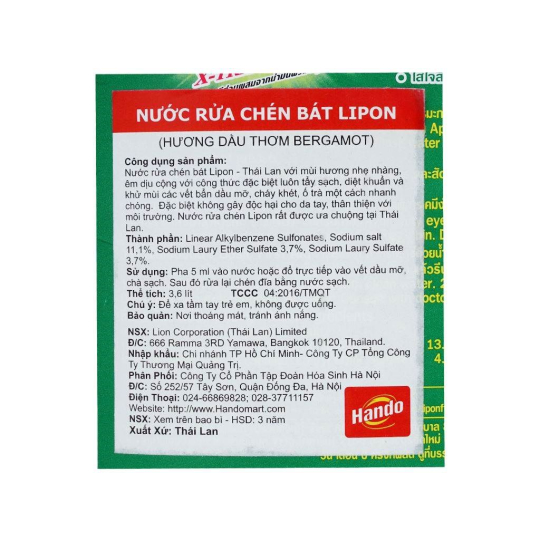 X-
NƯỚC RỬA CHÉN BÁT LIPON
(HƯƠNG DẦU THƠM BERGAMOT)
Công dụng sản phẩm:
Nước rửa chén bát Lipon - Thái Lan với mùi hương nhẹ nhàng,
êm dịu cộng với công thức đặc biệt luôn tẩy sạch, diệt khuẩn và
khử mùi các vết bẩn dầu mỡ, cháy khét, ố trà một cách nhanh
chóng. Đặc biệt không gây độc hại cho da tay, thân thiện với
môi trường. Nước rửa chén Lipon rất được ưa chuộng tại Thái
Lan.
Thành phần: Linear Alkylbenzene Sulfonates, Sodium salt
11,1%, Sodium Laury Ether Sulfate 3,7%, Sodium Laury Sulfate
3,7%.
Sử dụng: Pha 5 ml vào nước hoặc đổ trực tiếp vào vết dầu mỡ,
chà sạch. Sau đó rửa lại chén đĩa bằng nước sạch.
Thể tích: 3,6 lít TCCC 04:2016/TMQT
Chú ý: Để xa tầm tay trẻ em, không được uống.
Bảo quản: Nơi thoáng mát, tránh ánh nắng.
NSX: Lion Corporation (Thái Lan) Limited
Đ/C: 666 Ramma 3RD Yamawa, Bangkok 10120, Thailand.
Nhập khẩu: Chi nhánh TP Hồ Chí Minh- Công Ty CP Tổng Công
Ty Thương Mại Quảng Trị.
Phân Phối: Công Ty Cổ Phần Tập Đoàn Hóa Sinh Hà Nội
Đ/C: Số 252/57 Tây Sơn, Quận Đống Đa, Hà Nội
Điện Thoại: 024-66869828; 028-37711157
Website: http://www.Handomart.com
NSX: Xem trên bao bì - HSD: 3 năm
Xuất Xứ: Thái Lan
Hando